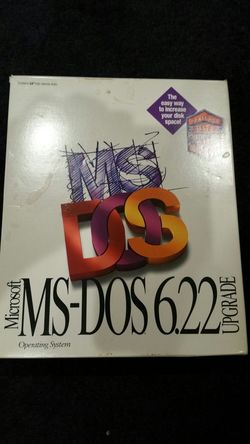 The
easy way
to increase
your disk
space!
MS
DOS
Microsoft
MS-DOS 6.22
UPGRADE
Operating System